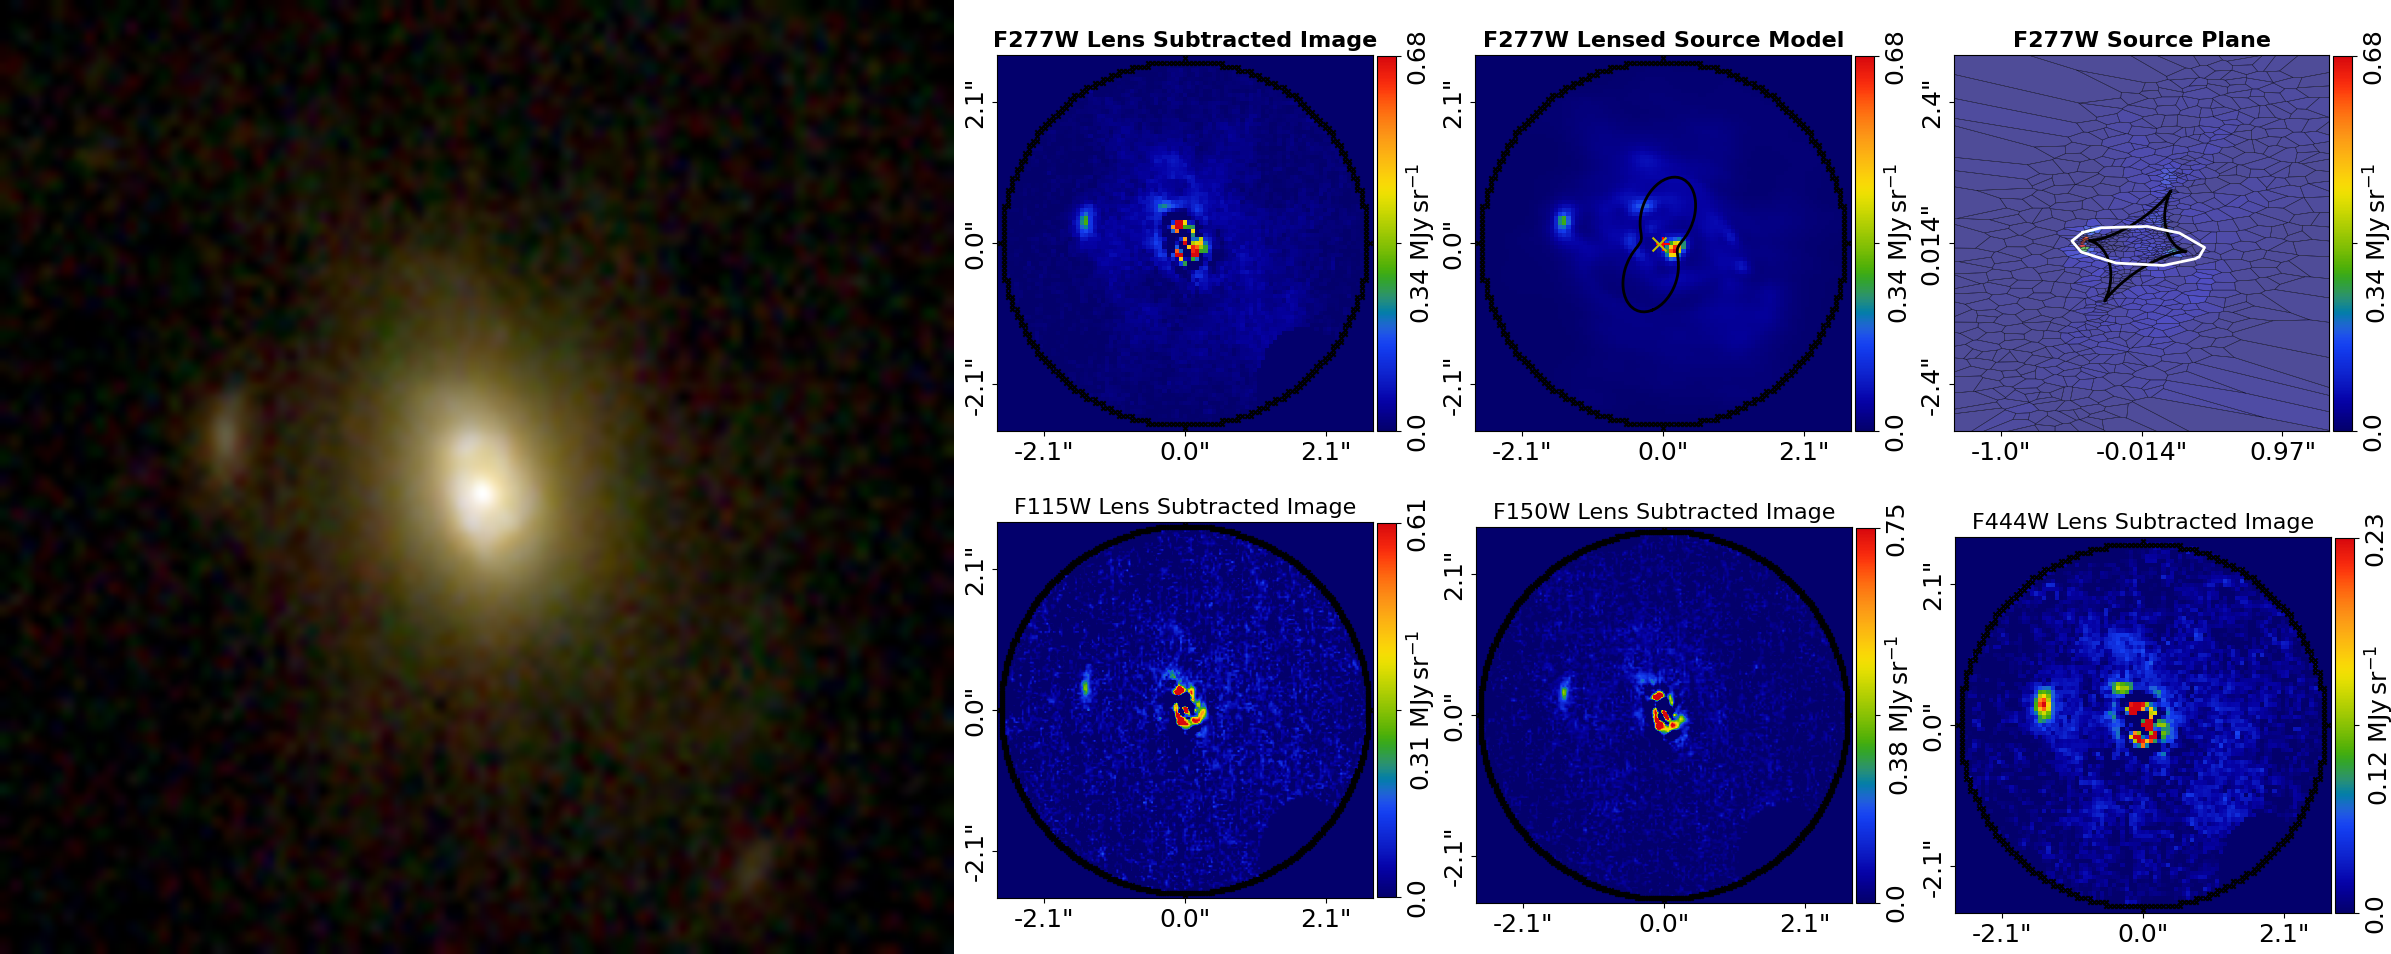 F277W Lens Subtracted Image
2.1"
0.0"
-2.1"
-2.1" 0.0" 2.1"
0.68
0.34 MJy sr⁻¹
0.0
F277W Lensed Source Model
2.1"
0.0"
-2.1"
-2.1" 0.0" 2.1"
0.68
0.34 MJy sr⁻¹
0.0
F277W Source Plane
2.4"
0.014"
-2.4"
-1.0" -0.014" 0.97"
0.68
0.34 MJy sr⁻¹
0.0
F115W Lens Subtracted Image
2.1"
0.0"
-2.1"
-2.1" 0.0" 2.1"
0.61
0.31 MJy sr⁻¹
0.0
F150W Lens Subtracted Image
2.1"
0.0"
-2.1"
-2.1" 0.0" 2.1"
0.75
0.38 MJy sr⁻¹
0.0
F444W Lens Subtracted Image
2.1"
0.0"
-2.1"
-2.1" 0.0" 2.1"
0.23
0.12 MJy sr⁻¹
0.0